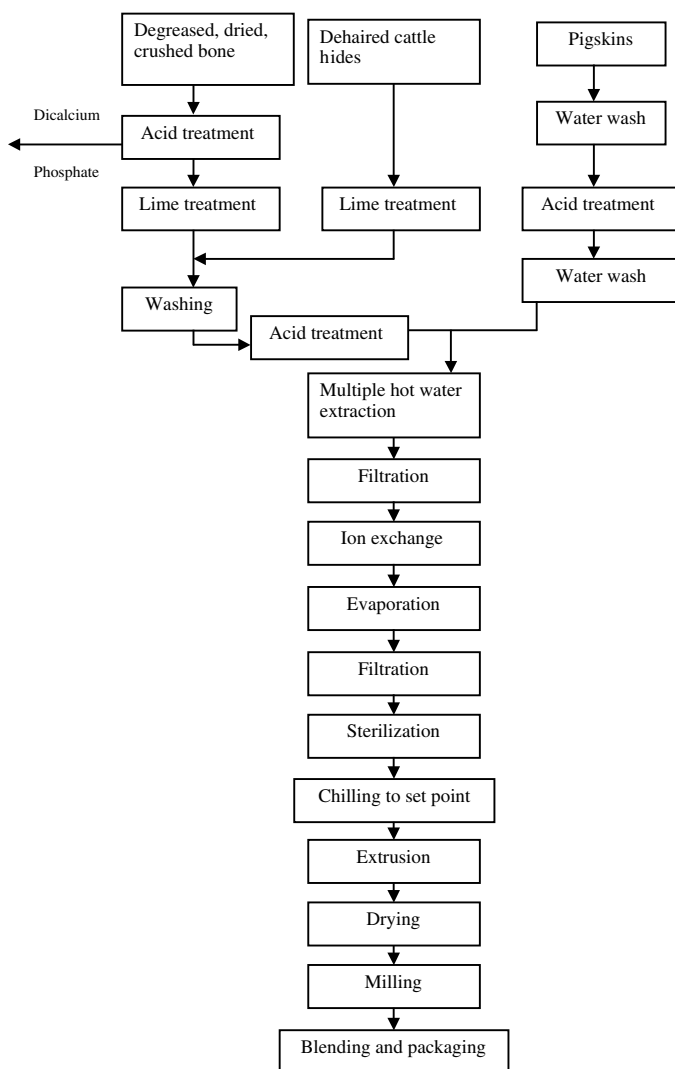 Degreased, dried,
crushed bone
Dehaired cattle
hides
Pigskins
Dicalcium
Phosphate
Acid treatment
Water wash
Lime treatment
Lime treatment
Acid treatment
Washing
Water wash
Acid treatment
Multiple hot water
extraction
Filtration
Ion exchange
Evaporation
Filtration
Sterilization
Chilling to set point
Extrusion
Drying
Milling
Blending and packaging